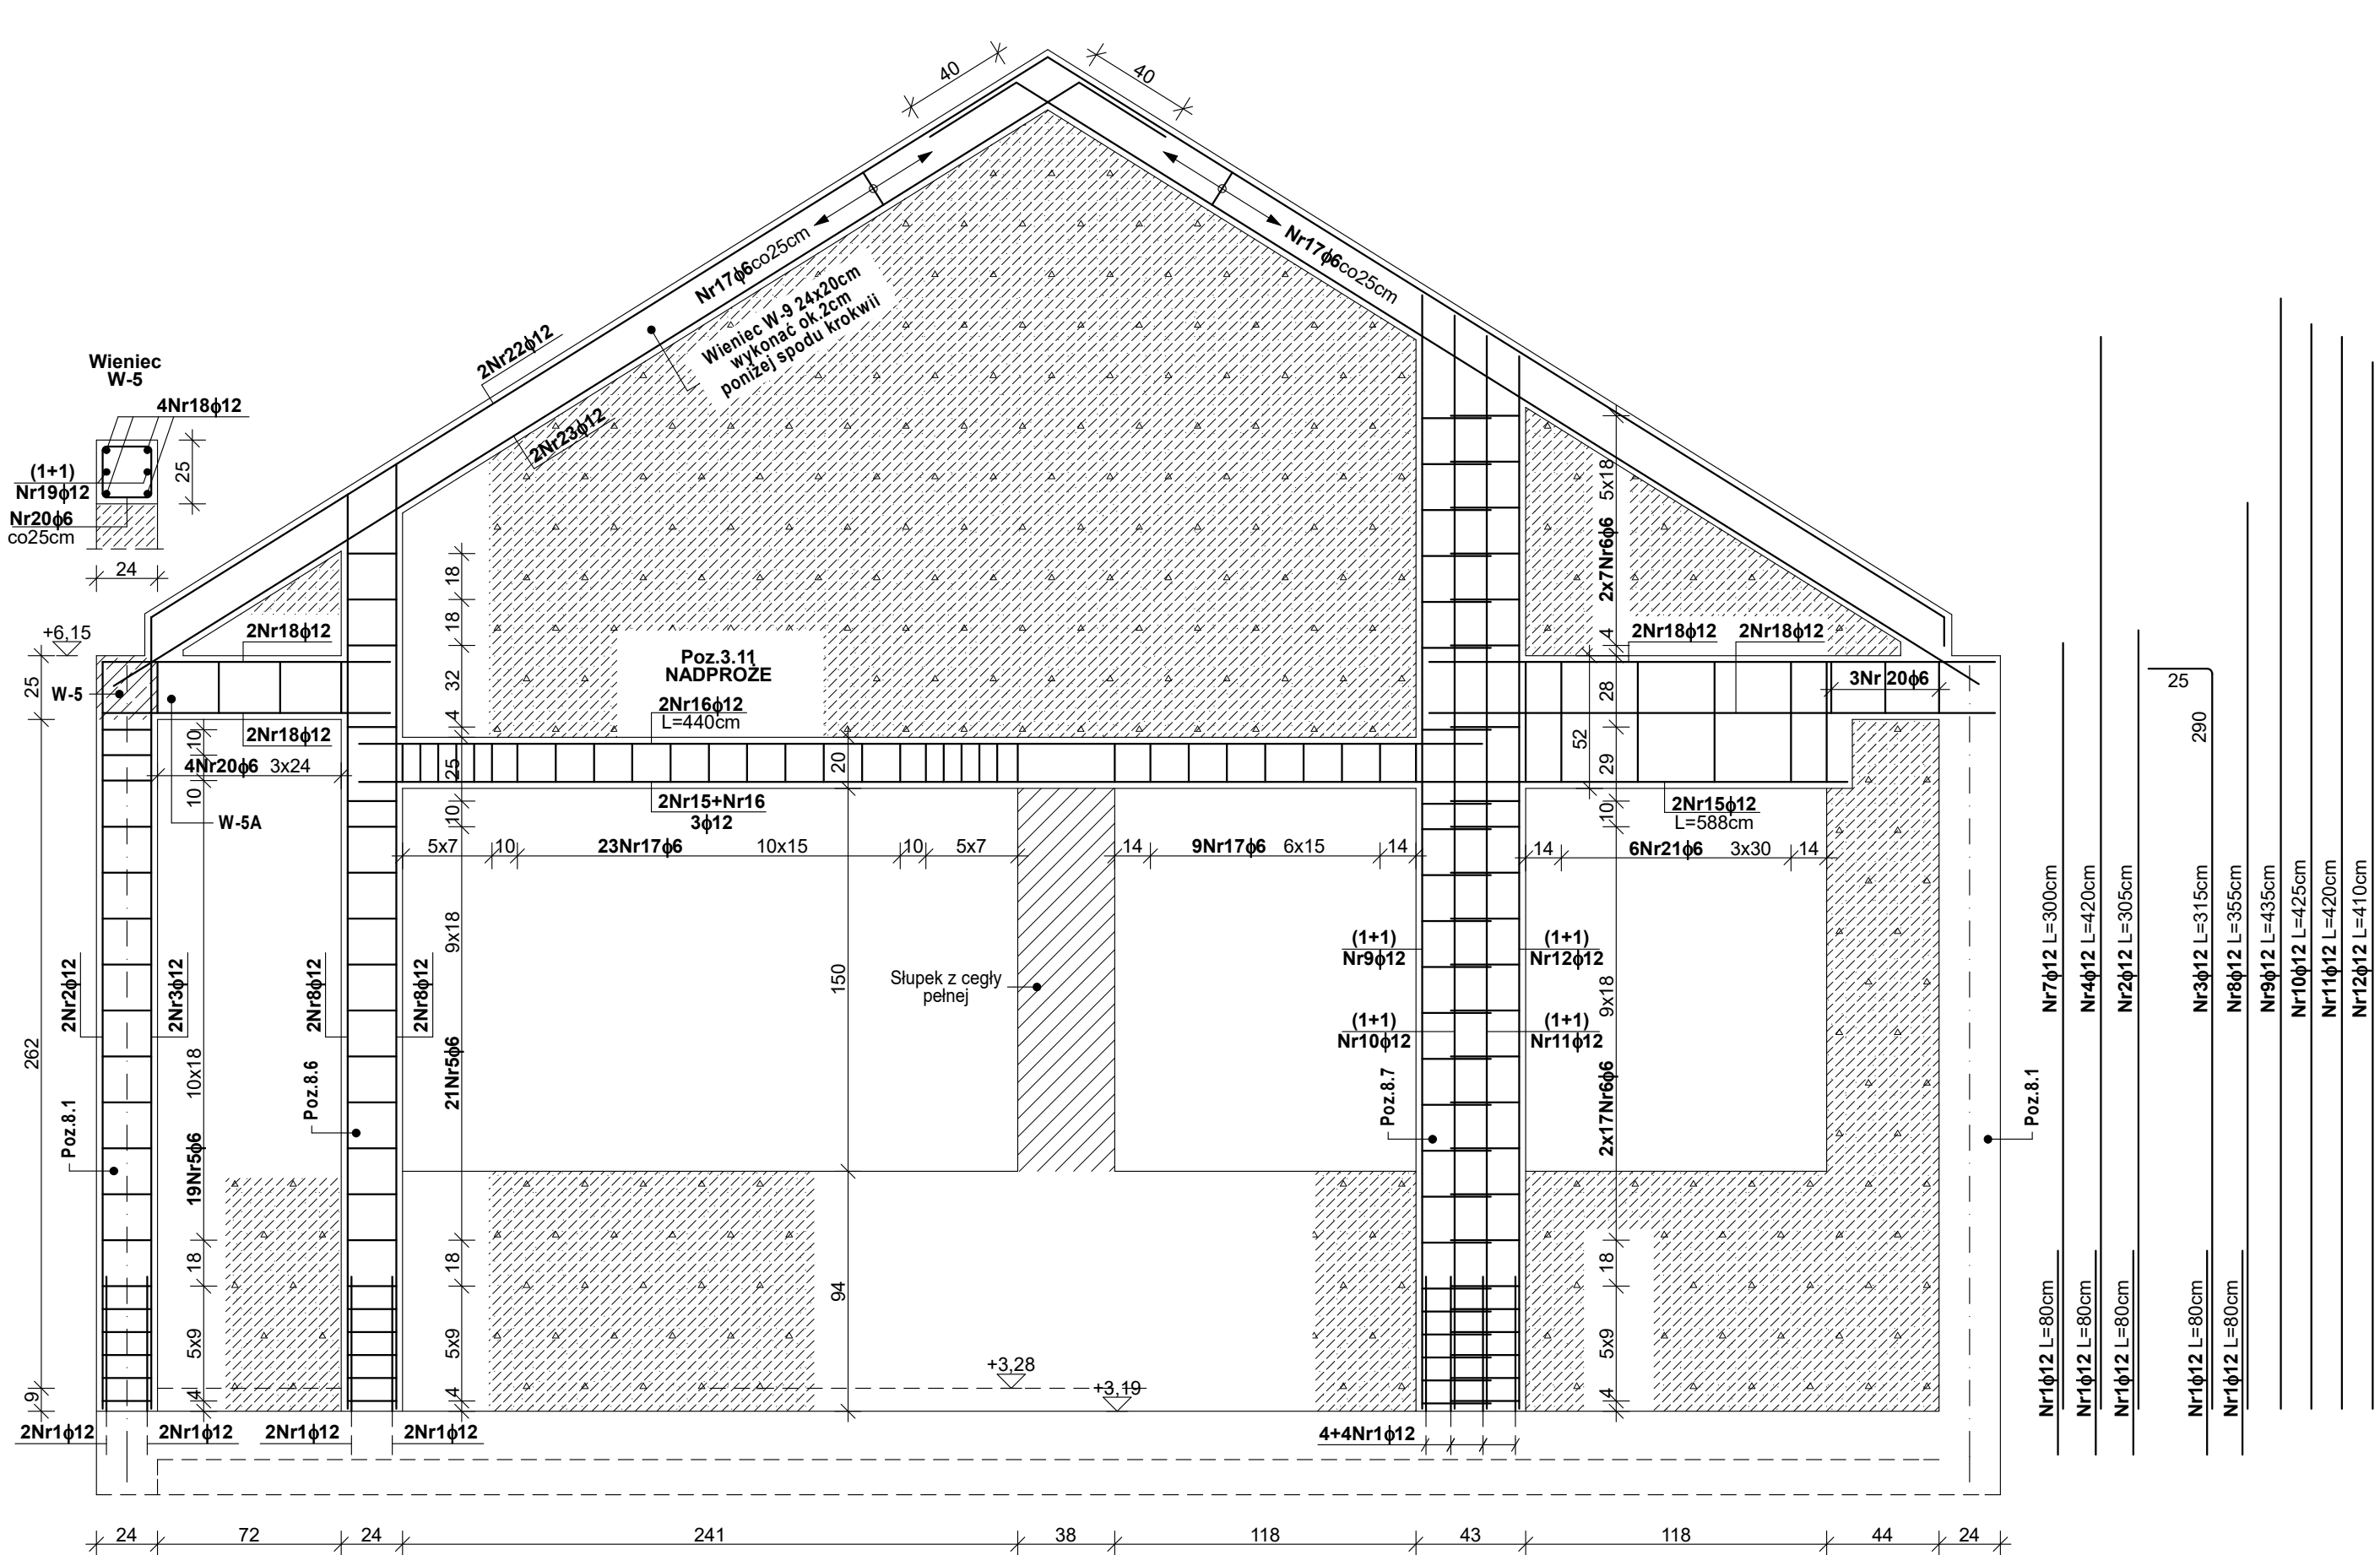 40
40
Nr17ϕ6co25cm
Nr17ϕ6co25cm
Wieniec W-9 24x20cm
wykonać ok.2cm
poniżej spodu krokwii
2Nr22ϕ12
2Nr23ϕ12
Wieniec
W-5
4Nr18ϕ12
(1+1)
Nr19ϕ12
25
Nr20ϕ6
co25cm
24
+6,15
25
W-5
2Nr18ϕ12
2Nr18ϕ12
10
4Nr20ϕ6 3x24
10
W-5A
18
18
32
4
25
10
Poz.3.11
NADPROŻE
2Nr16ϕ12
L=440cm
20
2Nr15+Nr16
3ϕ12
5x7
10
23Nr17ϕ6
10x15
10
5x7
14
9Nr17ϕ6
6x15
14
14
6Nr21ϕ6
3x30
14
5x18
2x7Nr6ϕ6
4
2Nr18ϕ12
2Nr18ϕ12
28
3Nr20ϕ6
52
29
10
2Nr15ϕ12
L=588cm
25
290
262
9
2Nr2ϕ12
2Nr3ϕ12
2Nr8ϕ12
2Nr8ϕ12
9x18
21Nr5ϕ6
18
5x9
4
Poz.8.1
10x18
19Nr5ϕ6
18
5x9
4
Poz.8.6
150
94
Słupek z cegły
pełnej
(1+1)
Nr9ϕ12
(1+1)
Nr12ϕ12
(1+1)
Nr10ϕ12
(1+1)
Nr11ϕ12
Poz.8.7
9x18
2x17Nr6ϕ6
18
5x9
4
Poz.8.1
+3,28
+3,19
2Nr1ϕ12
2Nr1ϕ12
2Nr1ϕ12
2Nr1ϕ12
4+4Nr1ϕ12
Nr7ϕ12 L=300cm
Nr4ϕ12 L=420cm
Nr2ϕ12 L=305cm
Nr3ϕ12 L=315cm
Nr8ϕ12 L=355cm
Nr9ϕ12 L=435cm
Nr10ϕ12 L=425cm
Nr11ϕ12 L=420cm
Nr12ϕ12 L=410cm
Nr1ϕ12 L=80cm
Nr1ϕ12 L=80cm
Nr1ϕ12 L=80cm
Nr1ϕ12 L=80cm
Nr1ϕ12 L=80cm
24
72
24
241
38
118
43
118
44
24